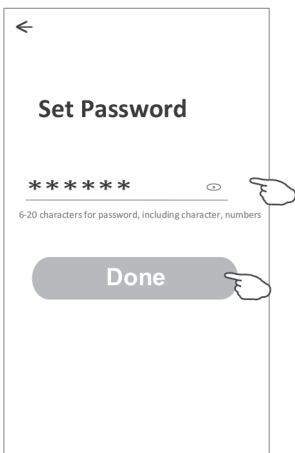 Set Password
******
6-20 characters for password, including character, numbers
Done